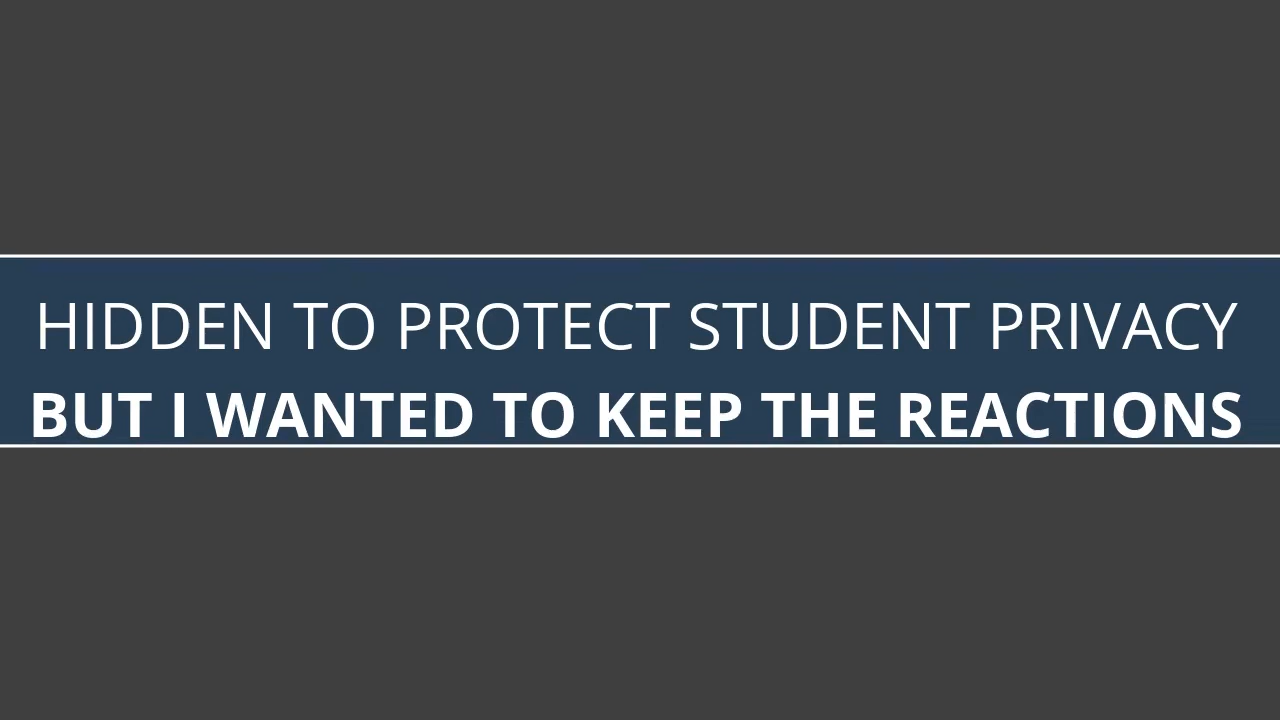 HIDDEN TO PROTECT STUDENT PRIVACY
BUT I WANTED TO KEEP THE REACTIONS